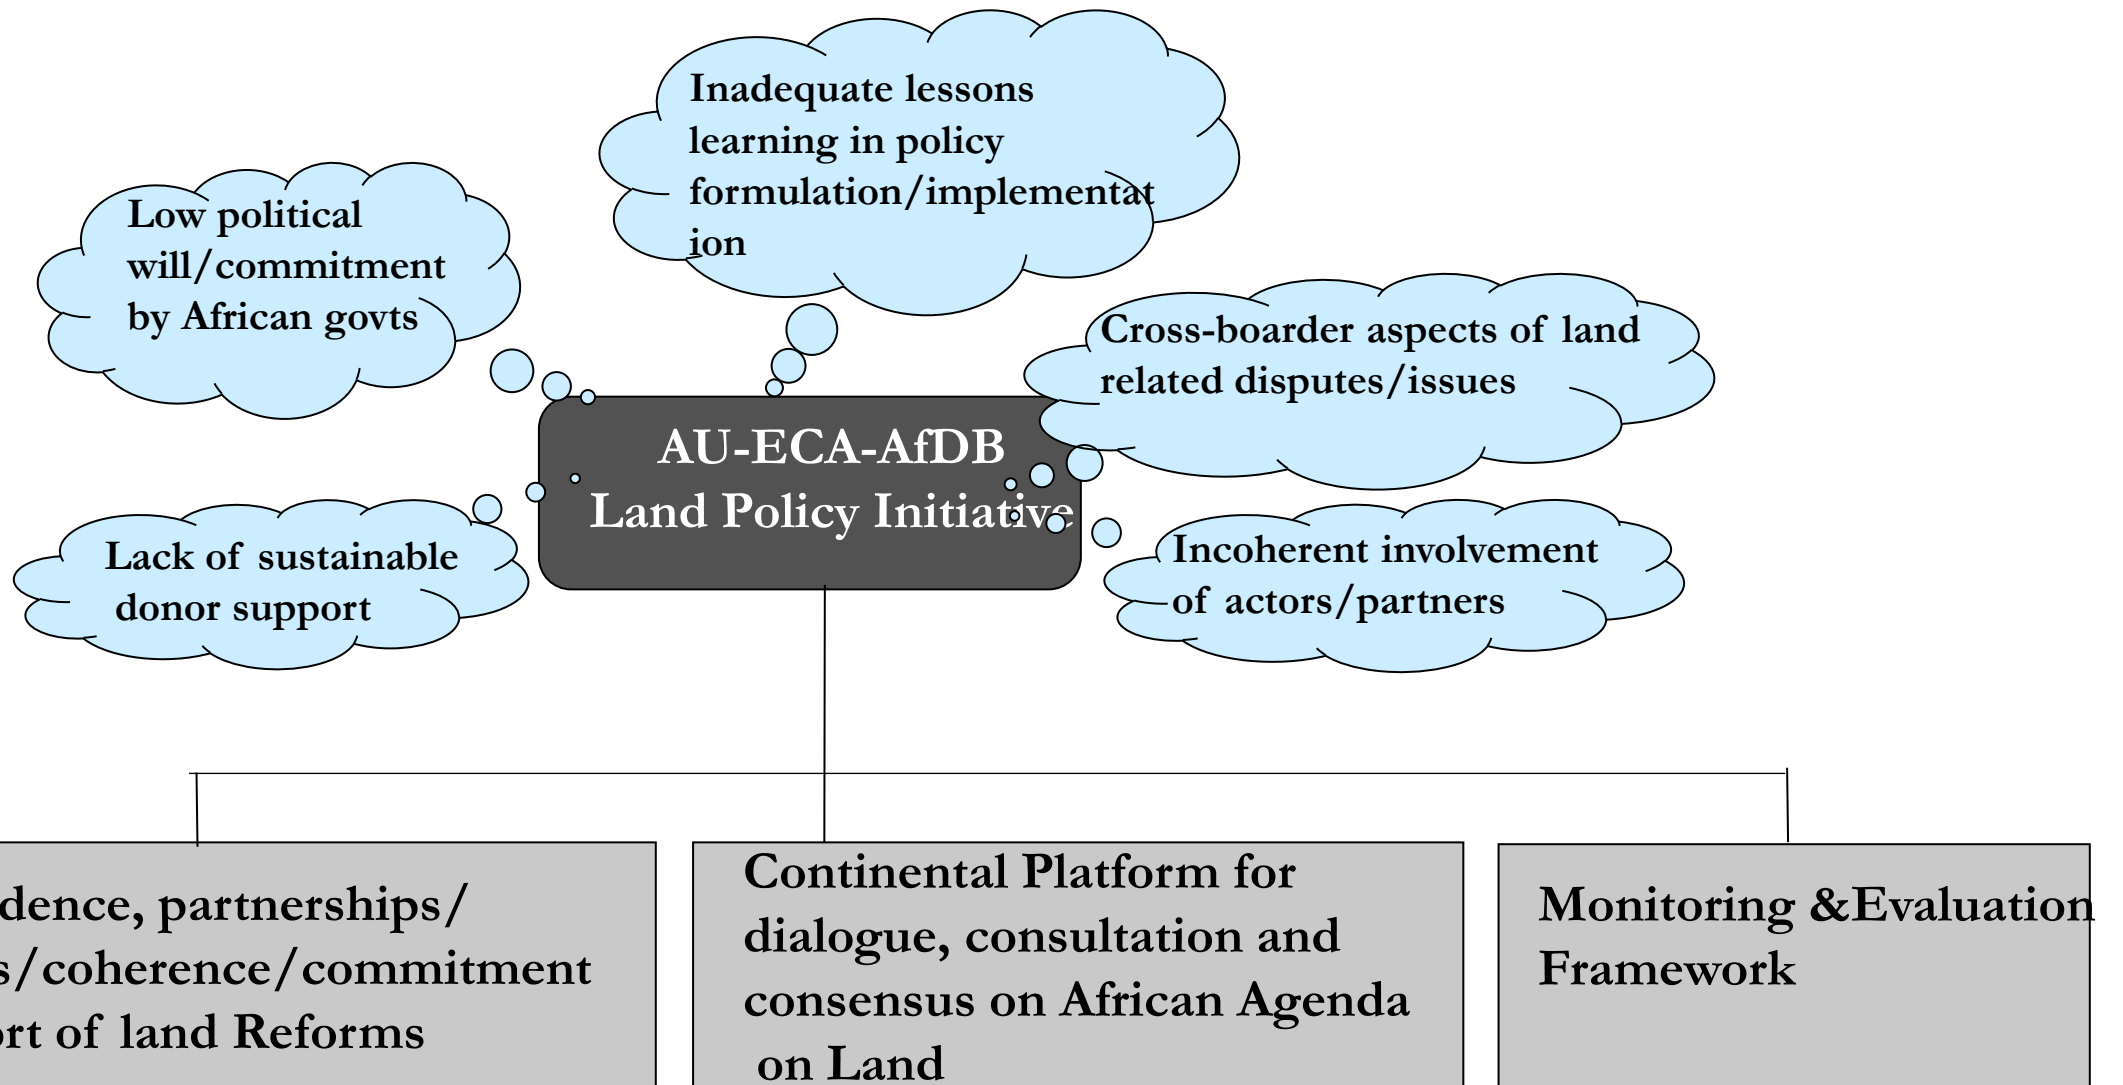 Inadequate lessons
learning in policy
formulation/implementat
ion
Low political
will/commitment
by African govts
Cross-boarder aspects of land
related disputes/issues
AU-ECA-AfDB
Land Policy Initiative
Lack of sustainable
donor support
Incoherent involvement
of actors/partners
dence, partnerships/
s/coherence/commitment
ort of land Reforms
Continental Platform for
dialogue, consultation and
consensus on African Agenda
on Land
Monitoring &Evaluation
Framework